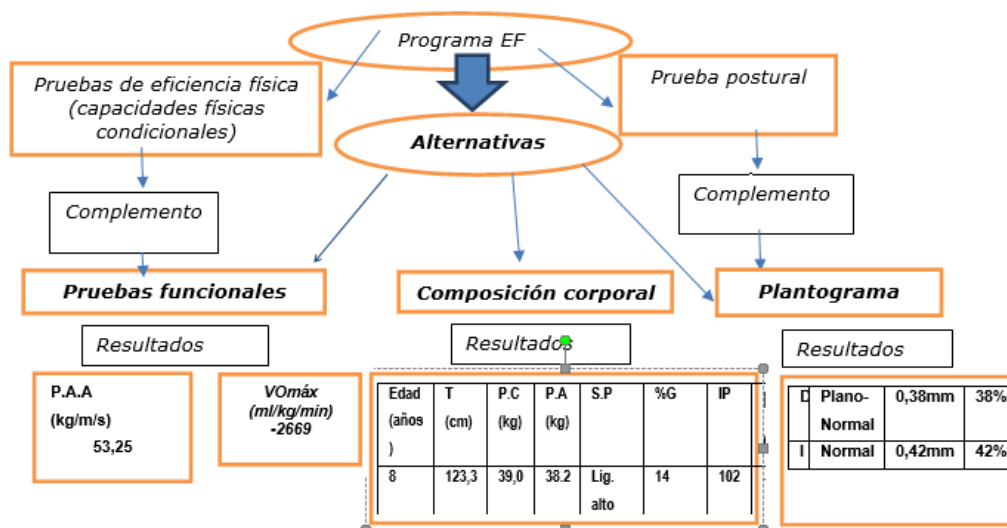 Programa EF
Pruebas de eficiencia física
(capacidades físicas
condicionales)
Prueba postural
Alternativas
Complemento
Complemento
Pruebas funcionales
Composición corporal
Plantograma
Resultados
Resultados
Resultados
P.A.A
(kg/m/s)
53,25
VOmáx
(ml/kg/min)
-2669
Edad T P.C P.A S.P %G IP
(años (cm) (kg) (kg)
)
8 123,3 39,0 38.2 Lig. 14 102
alto
D Plano- 0,38mm 38%
Normal
I Normal 0,42mm 42%